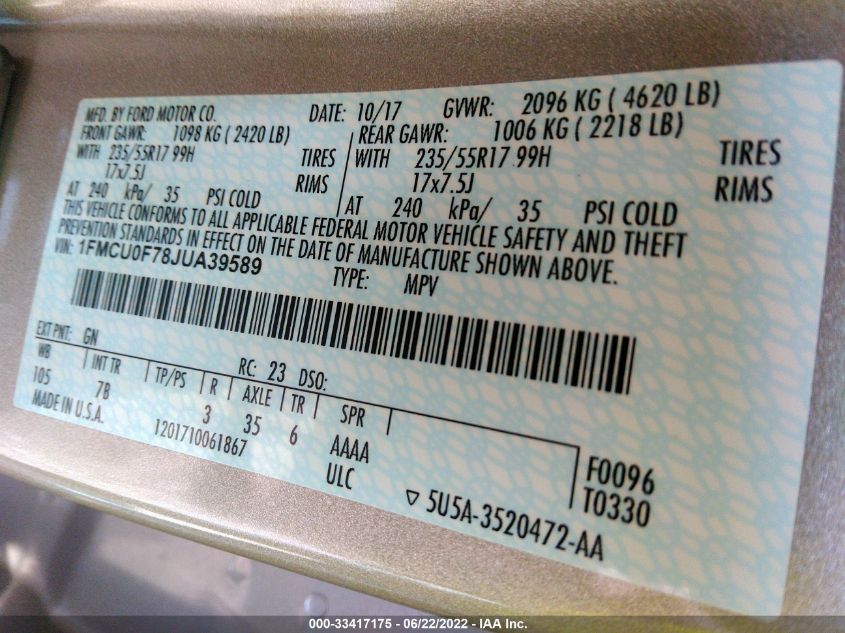 MFD. BY FORD MOTOR CO. DATE: 10/17 GVWR: 2096 KG ( 4620 LB)
FRONT GAWR: 1098 KG ( 2420 LB) REAR GAWR: 1006 KG ( 2218 LB)
WITH 235/55R17 99H TIRES WITH 235/55R17 99H TIRES
17x7.5J RIMS 17x7.5J RIMS
AT 240 kPa/ 35 PSI COLD AT 240 kPa/ 35 PSI COLD
THIS VEHICLE CONFORMS TO ALL APPLICABLE FEDERAL MOTOR VEHICLE SAFETY AND THEFT
PREVENTION STANDARDS IN EFFECT ON THE DATE OF MANUFACTURE SHOWN ABOVE.
VIN: 1FMCU0F78JUA39589 TYPE: MPV
EXT PNT: GN RC: 23 DSO:
WB INT TR TP/PS R AXLE TR SPR
105 7B 3 35 6 AAAA F0096
MADE IN U.S.A. 1201710061867 ULC T0330
5U5A-3520472-AA
000-33417175 - 06/22/2022 - IAA Inc.